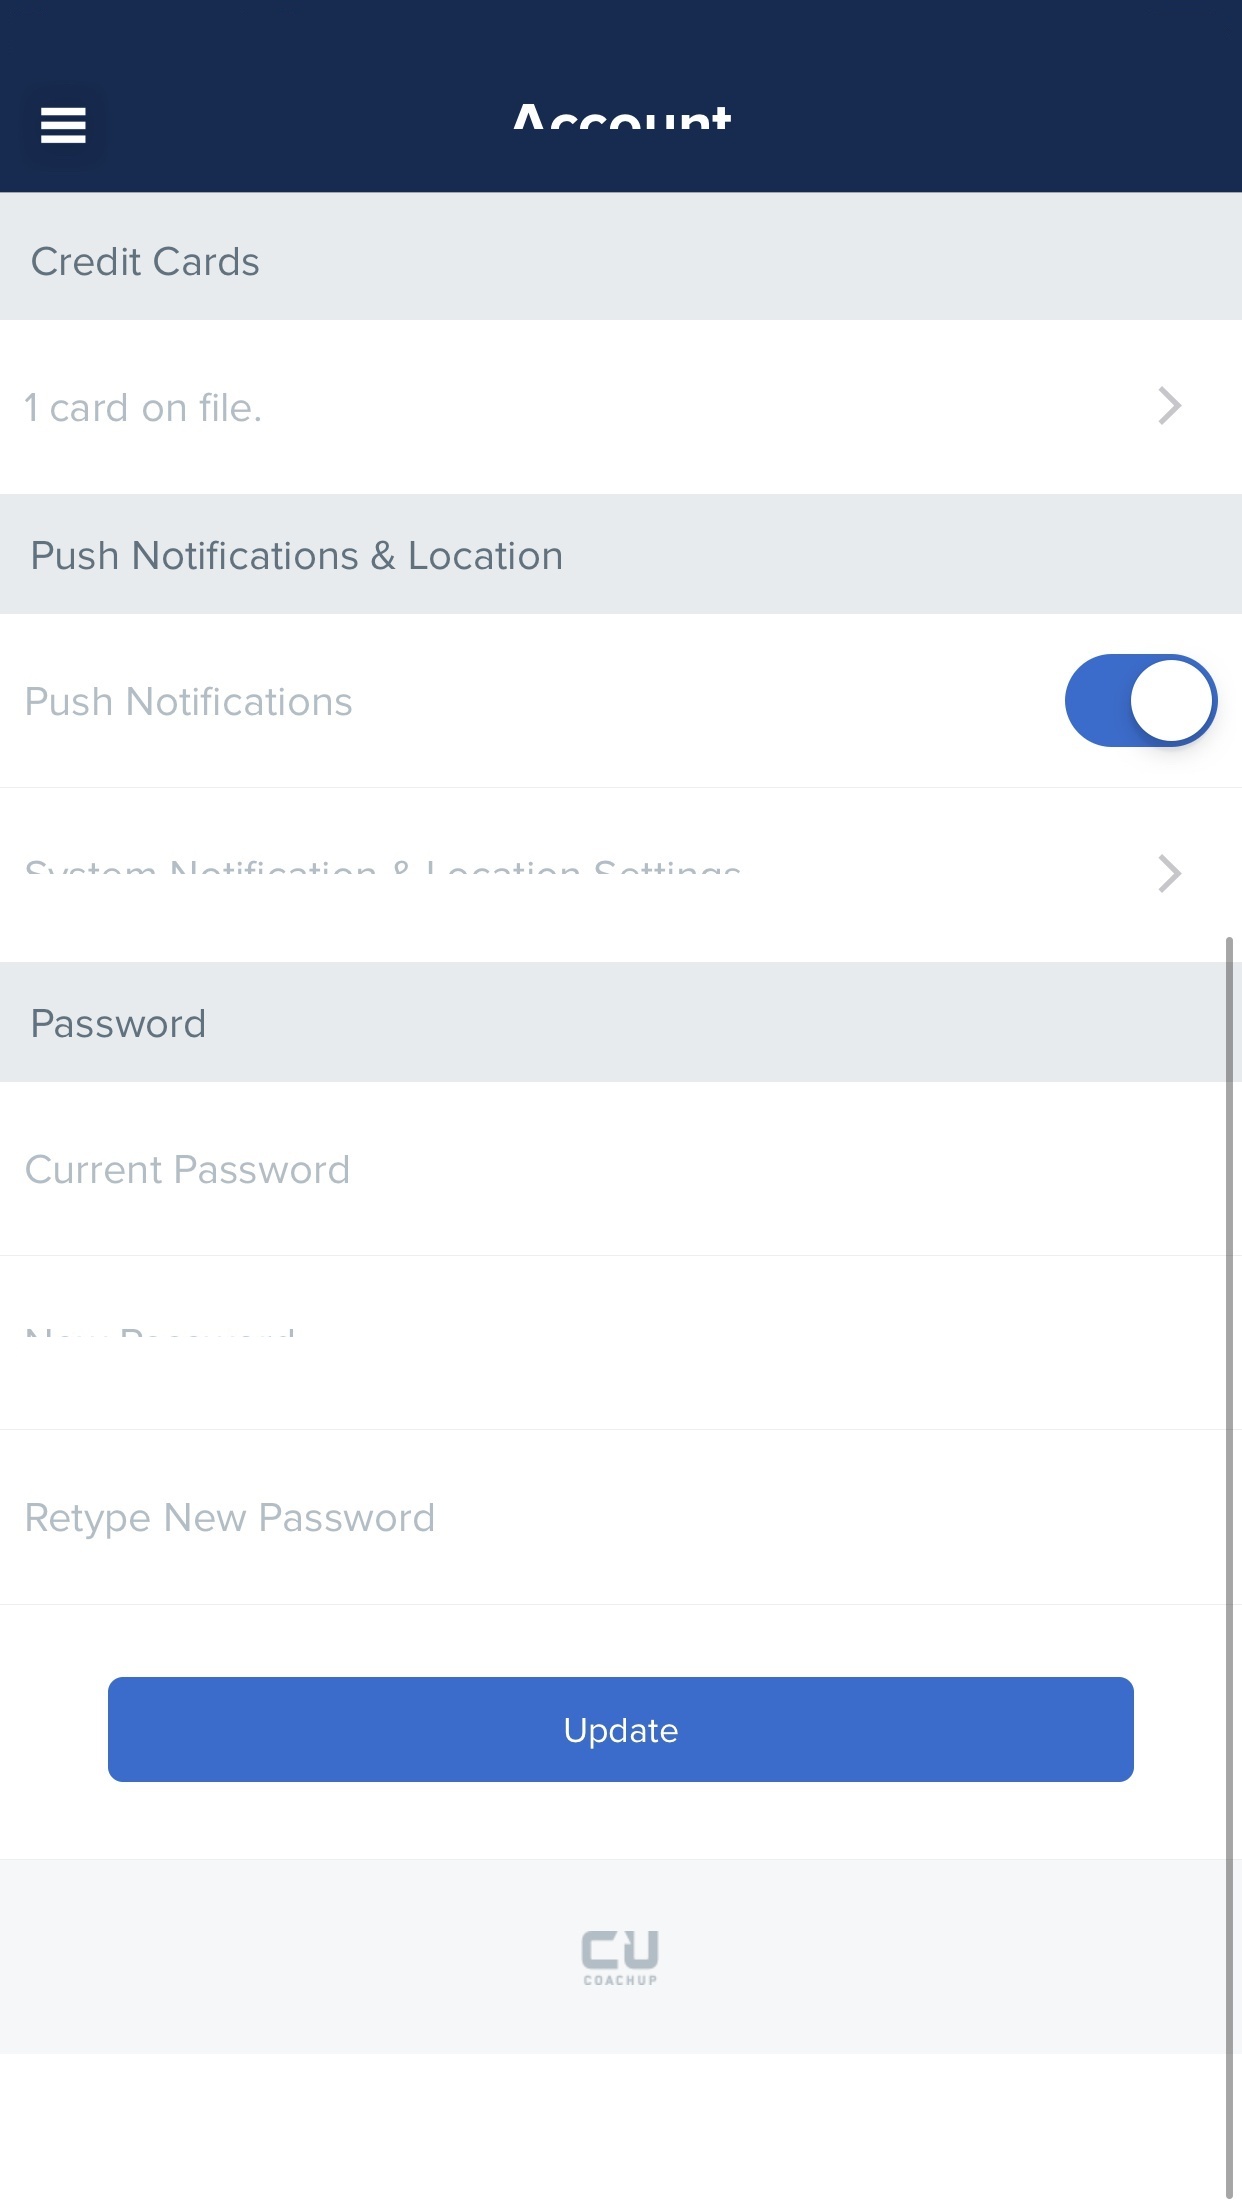 Account
Credit Cards
1 card on file.
Push Notifications & Location
Push Notifications
System Notification & Location Settings
Password
Current Password
New Password
Retype New Password
Update
CU
COACHUP